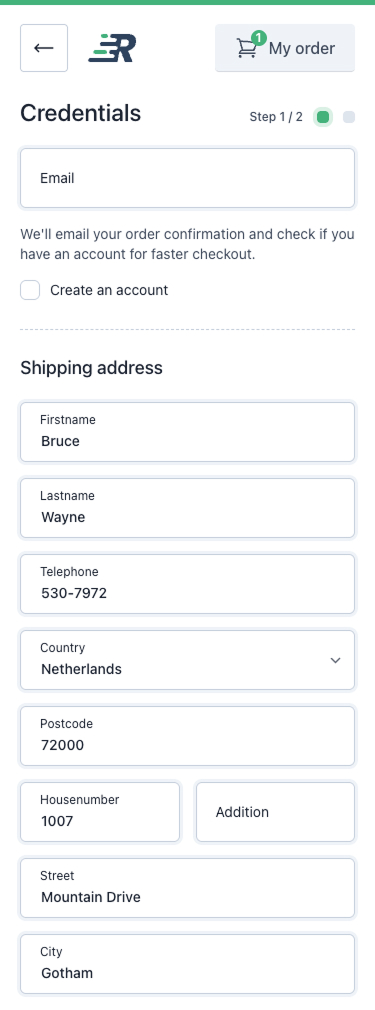 1
My order
Credentials
Step 1 / 2
Email
We'll email your order confirmation and check if you
have an account for faster checkout.
Create an account
Shipping address
Firstname
Bruce
Lastname
Wayne
Telephone
530-7972
Country
Netherlands
Postcode
72000
Housenumber
1007
Addition
Street
Mountain Drive
City
Gotham